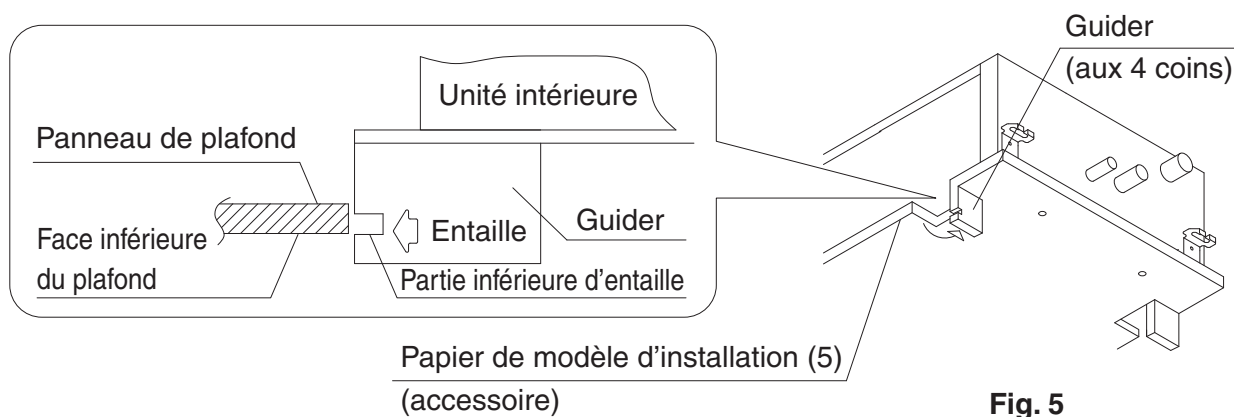 Guider
(aux 4 coins)
Unité intérieure
Panneau de plafond
Guider
Entaille
Face inférieure
du plafond
Partie inférieure d’entaille
Papier de modèle d’installation (5)
(accessoire)
Fig. 5